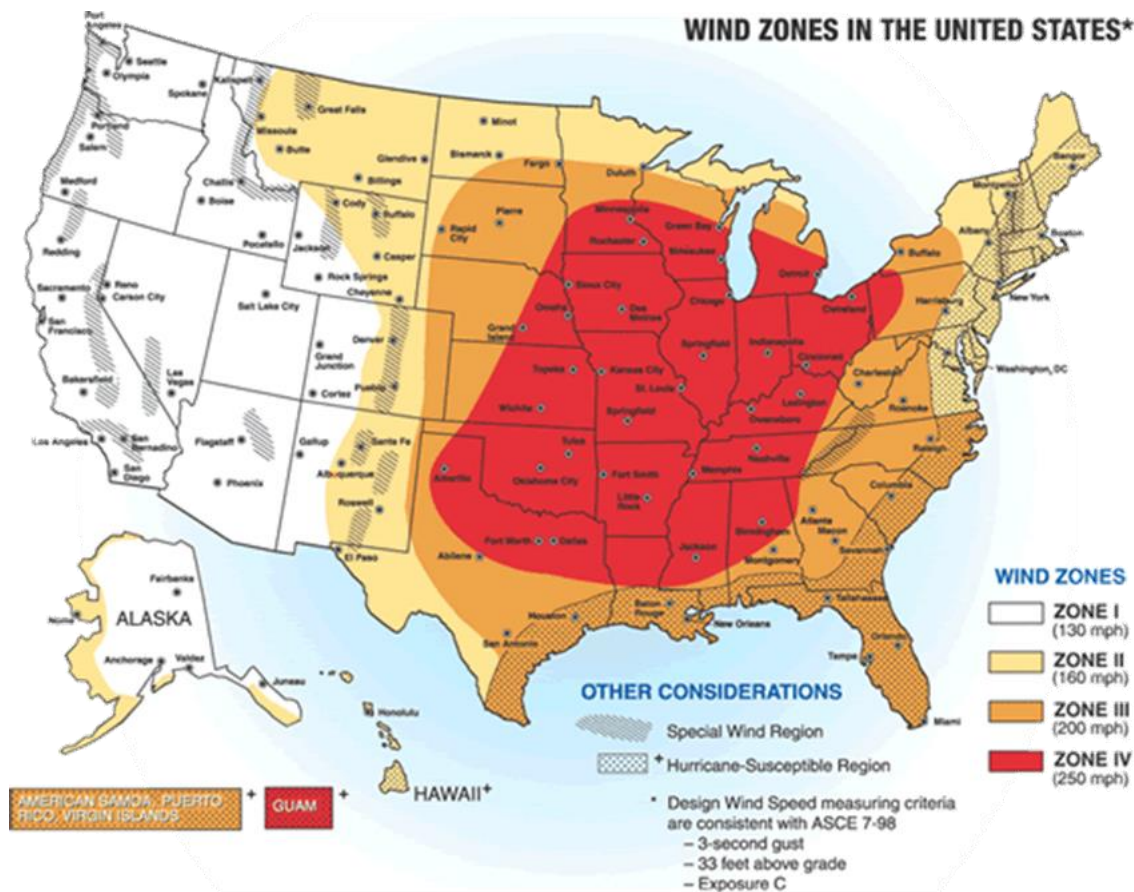 WIND ZONES IN THE UNITED STATES*
Port
Angeles
Seattle
Olympia
Spokane
Kalispell
Great Falls
Minot
Portland
Missoula
Salem
Butte
Glendive
Bismarck
Fargo
Duluth
Bangor
Montpelier
Medford
Challis
Billings
Boise
Cody
Buffalo
Rapid
City
Pierre
Minneapolis
Green Bay
Albany
Boston
Redding
Pocatello
Jackson
Casper
Rochester
Milwaukee
Detroit
Buffalo
Rock Springs
Sioux City
Sacramento
Reno
Carson City
Salt Lake City
Cheyenne
Omaha
Des
Moines
Chicago
Cleveland
Harrisburg
New York
San
Francisco
Grand
Island
Denver
Grand
Junction
Springfield
Indianapolis
Cincinnati
Washington, DC
Bakersfield
Las
Vegas
Cortez
Pueblo
Topeka
Kansas City
St. Louis
Charleston
Lexington
Roanoke
Wichita
Springfield
Owensboro
Los Angeles
San
Bernadino
Flagstaff
Gallup
Santa Fe
Tulsa
Nashville
Raleigh
San
Diego
Albuquerque
Amarillo
Oklahoma City
Fort Smith
Memphis
Phoenix
Roswell
Little
Rock
Columbia
Atlanta
Birmingham
Macon
El Paso
Abilene
Fort Worth
Dallas
Jackson
Montgomery
Savannah
Houston
Baton
Rouge
Tallahassee
San Antonio
New Orleans
Orlando
Tampa
Miami
Fairbanks
Nome
ALASKA
Anchorage
Valdez
Juneau
Honolulu
HAWAII+
AMERICAN SAMOA, PUERTO
RICO, VIRGIN ISLANDS
+
GUAM
+
WIND ZONES
ZONE I
(130 mph)
ZONE II
(160 mph)
ZONE III
(200 mph)
ZONE IV
(250 mph)
OTHER CONSIDERATIONS
Special Wind Region
+ Hurricane-Susceptible Region
* Design Wind Speed measuring criteria
are consistent with ASCE 7-98
– 3-second gust
– 33 feet above grade
– Exposure C